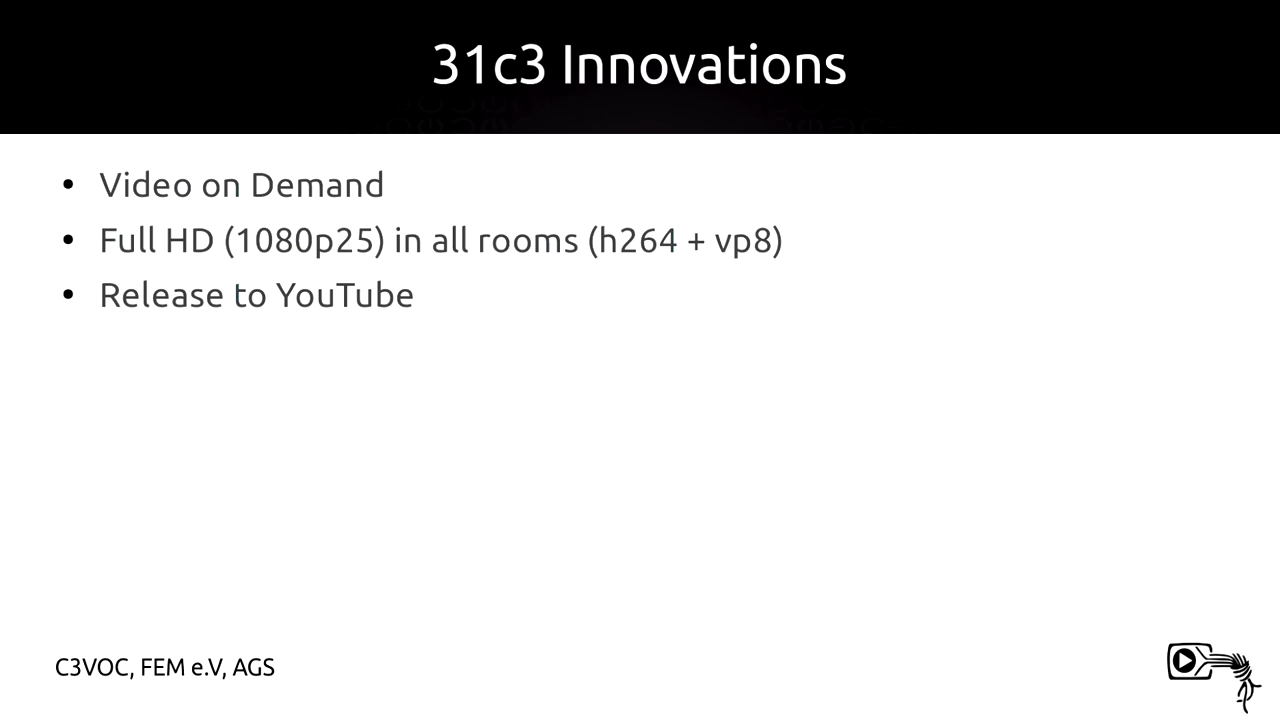 31c3 Innovations
• Video on Demand
• Full HD (1080p25) in all rooms (h264 + vp8)
• Release to YouTube
C3VOC, FEM e.V, AGS